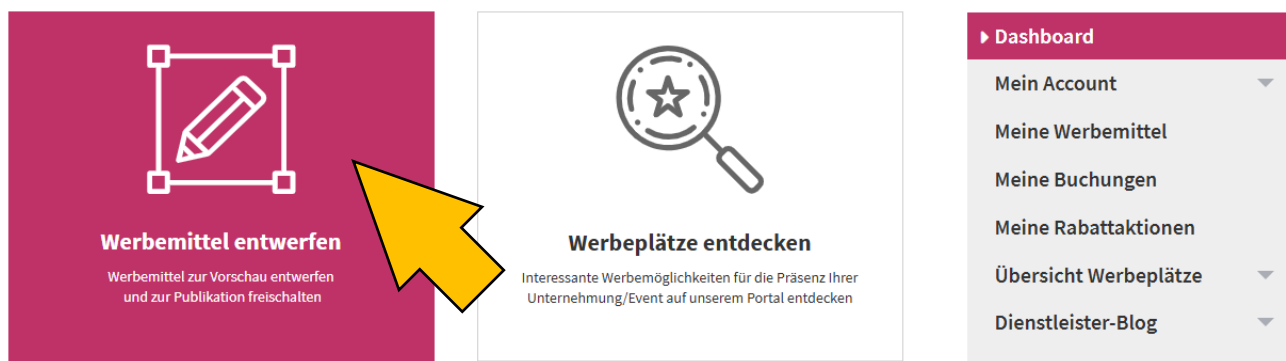 Werbemittel entwerfen
Werbemittel zur Vorschau entwerfen
und zur Publikation freischalten
Werbeplätze entdecken
Interessante Werbemöglichkeiten für die Präsenz Ihrer
Unternehmung/Event auf unserem Portal entdecken
Dashboard
Mein Account
Meine Werbemittel
Meine Buchungen
Meine Rabattaktionen
Übersicht Werbeplätze
Dienstleister-Blog